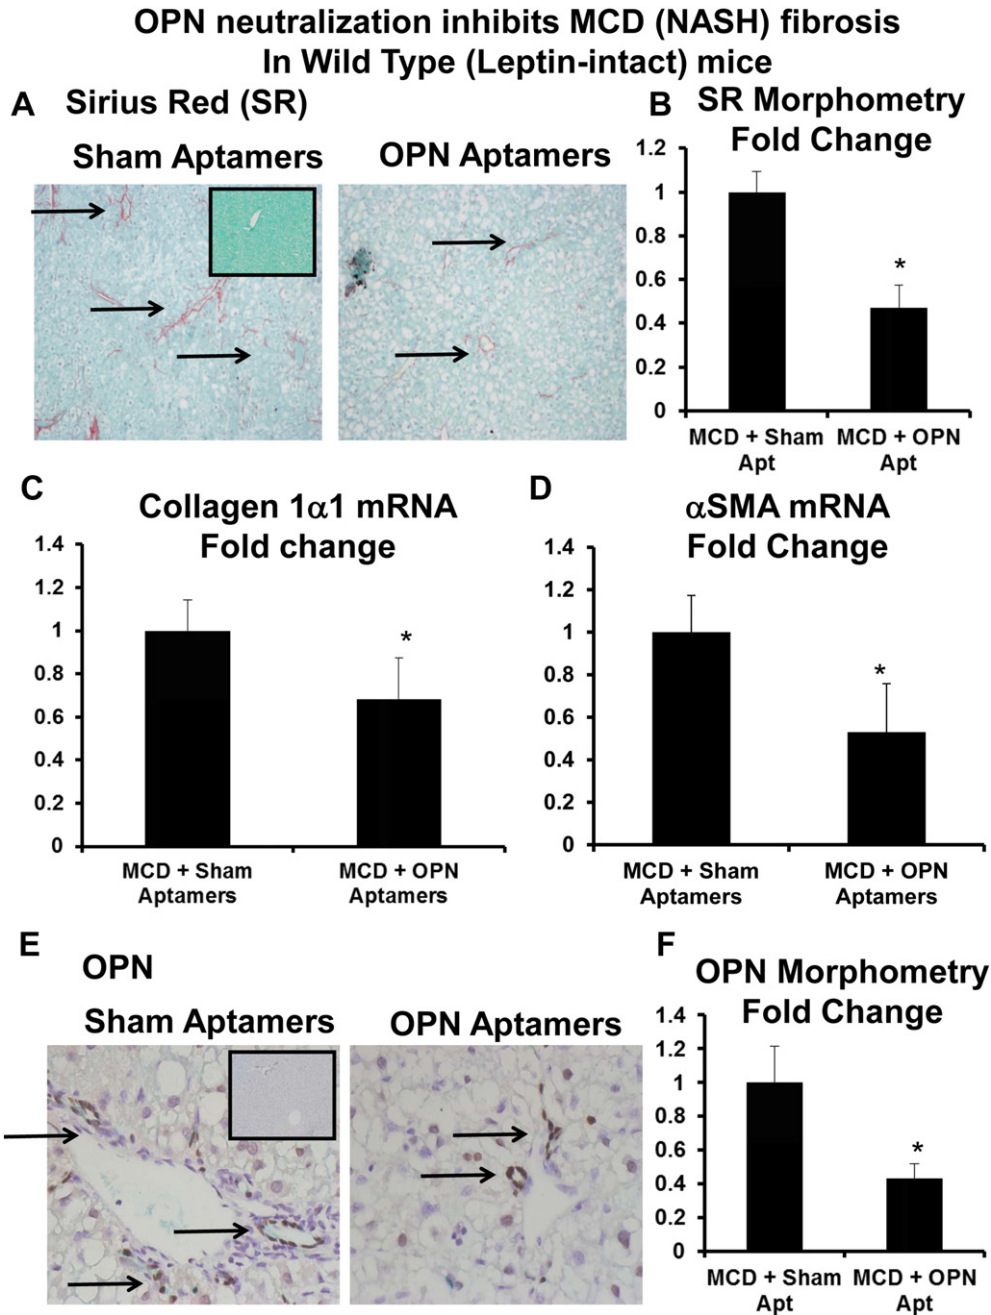 OPN neutralization inhibits MCD (NASH) fibrosis
In Wild Type (Leptin-intact) mice
A Sirius Red (SR)
Sham Aptamers
OPN Aptamers
B SR Morphometry
Fold Change
1.2
1
0.8
0.6
0.4
0.2
0
*
MCD + Sham
Apt
MCD + OPN
Apt
C Collagen 1α1 mRNA
Fold change
1.4
1.2
1
0.8
0.6
0.4
0.2
0
*
MCD + Sham
Aptamers
MCD + OPN
Aptamers
D αSMA mRNA
Fold Change
1.4
1.2
1
0.8
0.6
0.4
0.2
0
*
MCD + Sham
Aptamers
MCD + OPN
Aptamers
E OPN
Sham Aptamers
OPN Aptamers
F OPN Morphometry
Fold Change
1.4
1.2
1
0.8
0.6
0.4
0.2
0
*
MCD + Sham
Apt
MCD + OPN
Apt